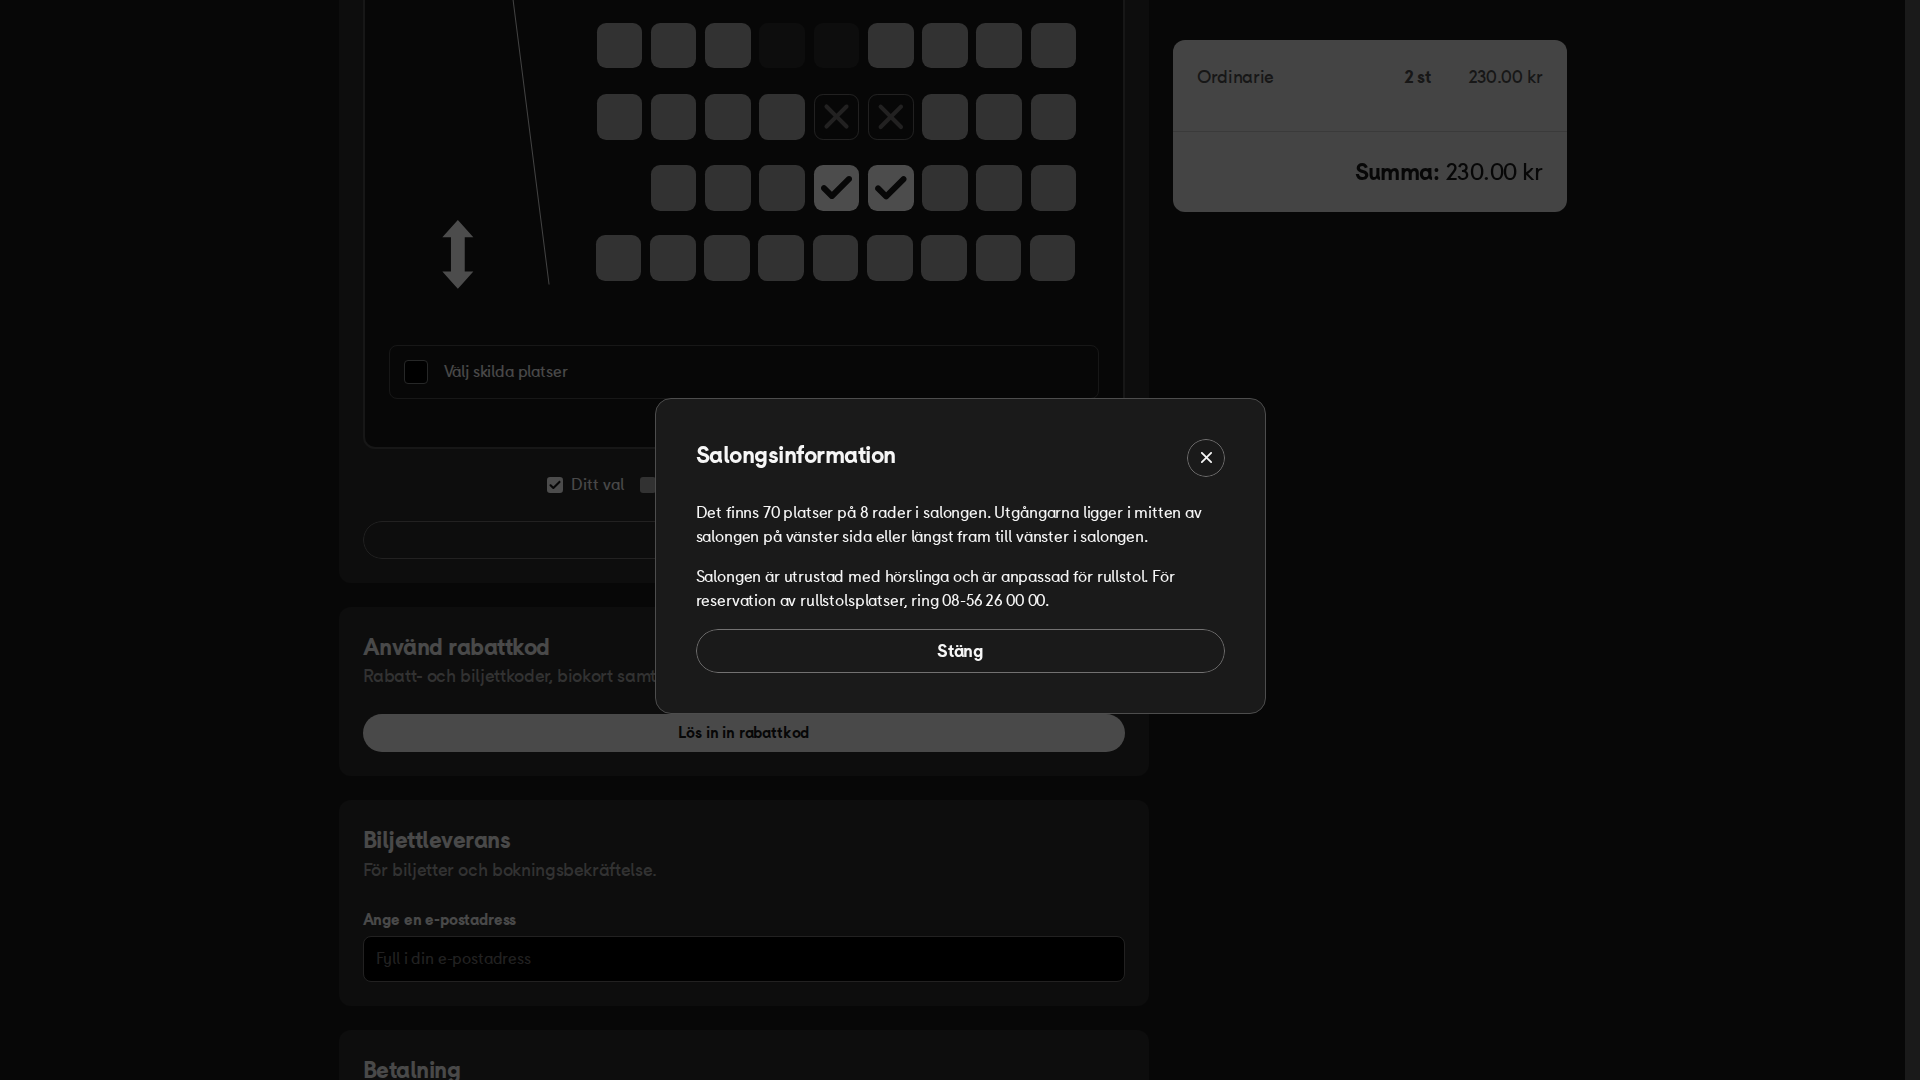 Ordinarie 2 st 230.00 kr
Summa: 230.00 kr
Välj skilda platser
Ditt val
Salongsinformation
Det finns 70 platser på 8 rader i salongen. Utgångarna ligger i mitten av
salongen på vänster sida eller längst fram till vänster i salongen.
Salongen är utrustad med hörslinga och är anpassad för rullstol. För
reservation av rullstolsplatser, ring 08-56 26 00 00.
Stäng
Använd rabattkod
Rabatt- och biljettkoder, biokort samt
Lös in in rabattkod
Biljettleverans
För biljetter och bokningsbekräftelse.
Ange en e-postadress
Fyll i din e-postadress
Betalning